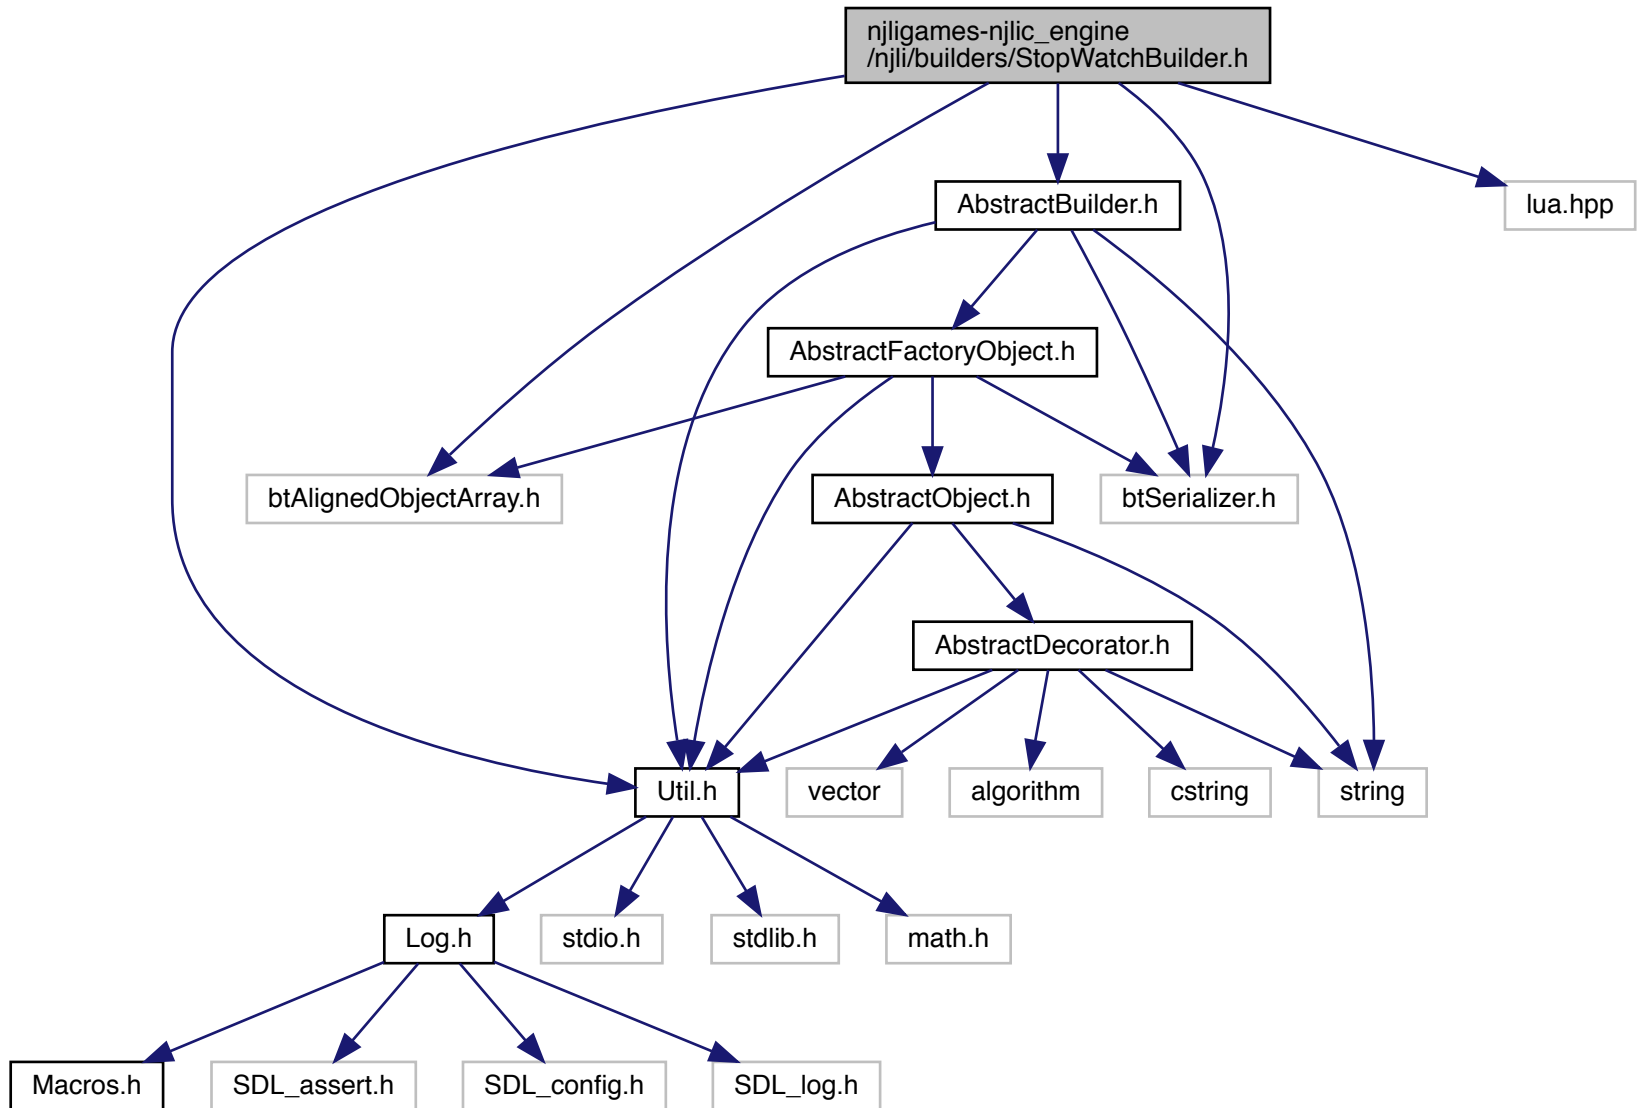 njligames-njlic_engine
/njli/builders/StopWatchBuilder.h
AbstractBuilder.h
lua.hpp
AbstractFactoryObject.h
btAlignedObjectArray.h
AbstractObject.h
btSerializer.h
AbstractDecorator.h
Util.h
vector
algorithm
cstring
string
Log.h
stdio.h
stdlib.h
math.h
Macros.h
SDL_assert.h
SDL_config.h
SDL_log.h